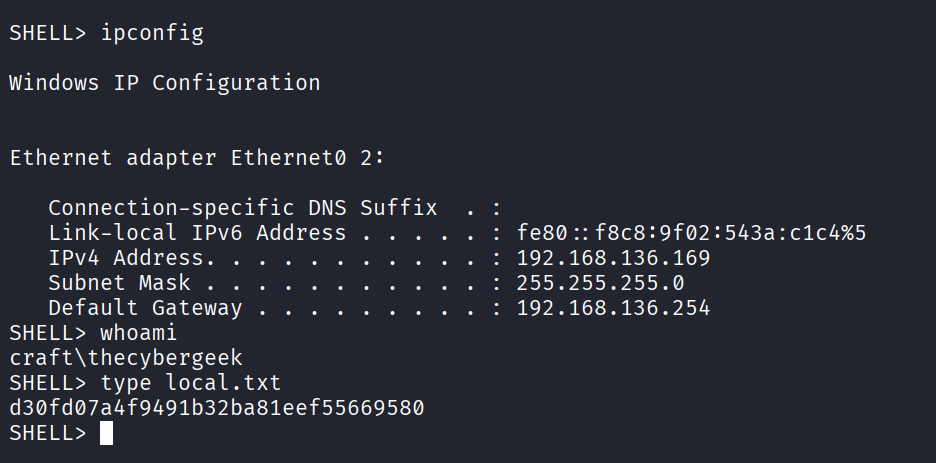 SHELL> ipconfig
Windows IP Configuration
Ethernet adapter Ethernet0 2:
Connection-specific DNS Suffix  . :
Link-local IPv6 Address . . . . . : fe80::f8c8:9f02:543a:c1c4%5
IPv4 Address. . . . . . . . . . . : 192.168.136.169
Subnet Mask . . . . . . . . . . . : 255.255.255.0
Default Gateway . . . . . . . . . : 192.168.136.254
SHELL> whoami
craft\thecybergeek
SHELL> type local.txt
d30fd07a4f9491b32ba81eef55669580
SHELL>